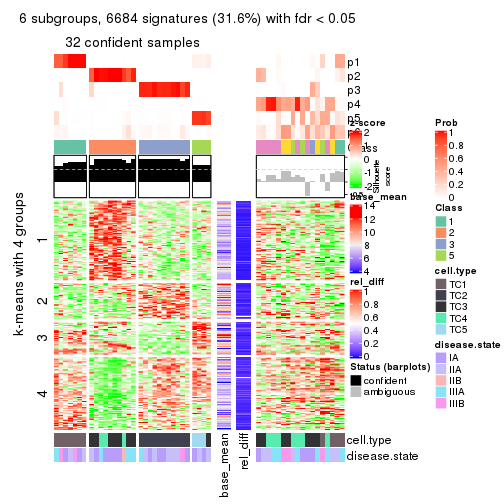 6 subgroups, 6684 signatures (31.6%) with fdr < 0.05
32 confident samples
p1
p2
p3
p4
p5
z-score
2
1
0
-1
-2
Silhouette
score
k-means with 4 groups
1
2
3
4
base_mean
14
12
10
8
6
4
rel_diff
1
0.8
0.6
0.4
0.2
0
Status (barplots)
confident
ambiguous
Prob
1
0.8
0.6
0.4
0.2
0
Class
1
2
3
5
cell.type
TC1
TC2
TC3
TC4
TC5
disease.state
IA
IIA
IIB
IIIA
IIIB
cell.type
disease.state
base_mean
rel_diff